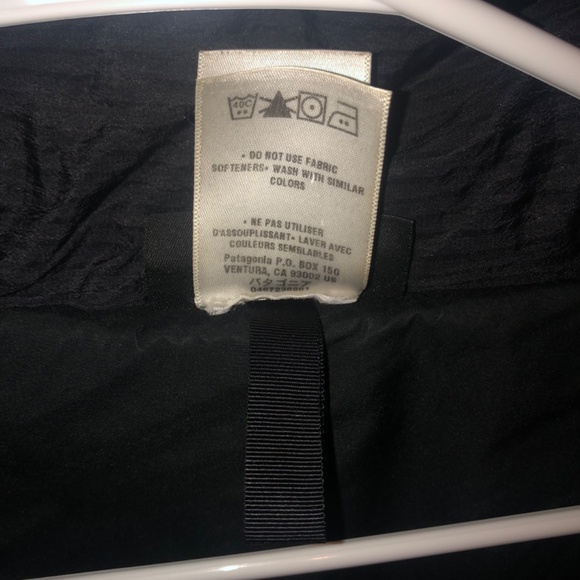 40C
• DO NOT USE FABRIC
SOFTENERS• WASH WITH SIMILAR
COLORS
• NE PAS UTILISER
D'ASSOUPLISSANT• LAVER AVEC
COULEURS SEMBLABLES
Patagonia P.O. BOX 150
VENTURA, CA 93002 US
パタゴニア